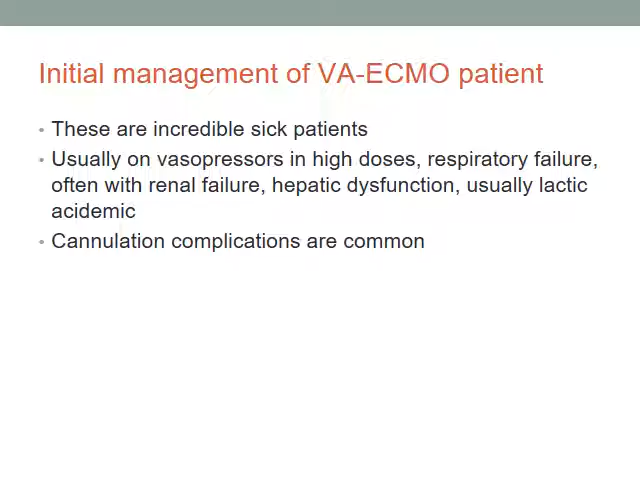 Initial management of VA-ECMO patient
• These are incredible sick patients
• Usually on vasopressors in high doses, respiratory failure,
often with renal failure, hepatic dysfunction, usually lactic
acidemic
• Cannulation complications are common